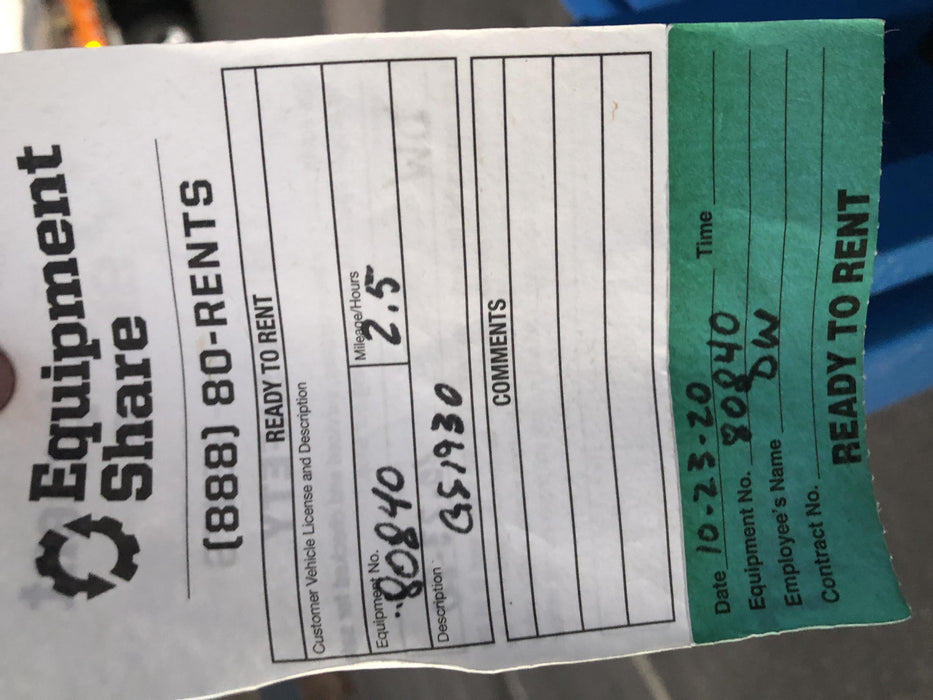 Equipment
Share
(888) 80-RENTS
READY TO RENT
Customer Vehicle License and Description
Equipment No. Mileage/Hours
80840 2.5
Description
GS1930
COMMENTS
Date 10-23-20 Time
Equipment No. 80840
Employee's Name DW
Contract No.
READY TO RENT